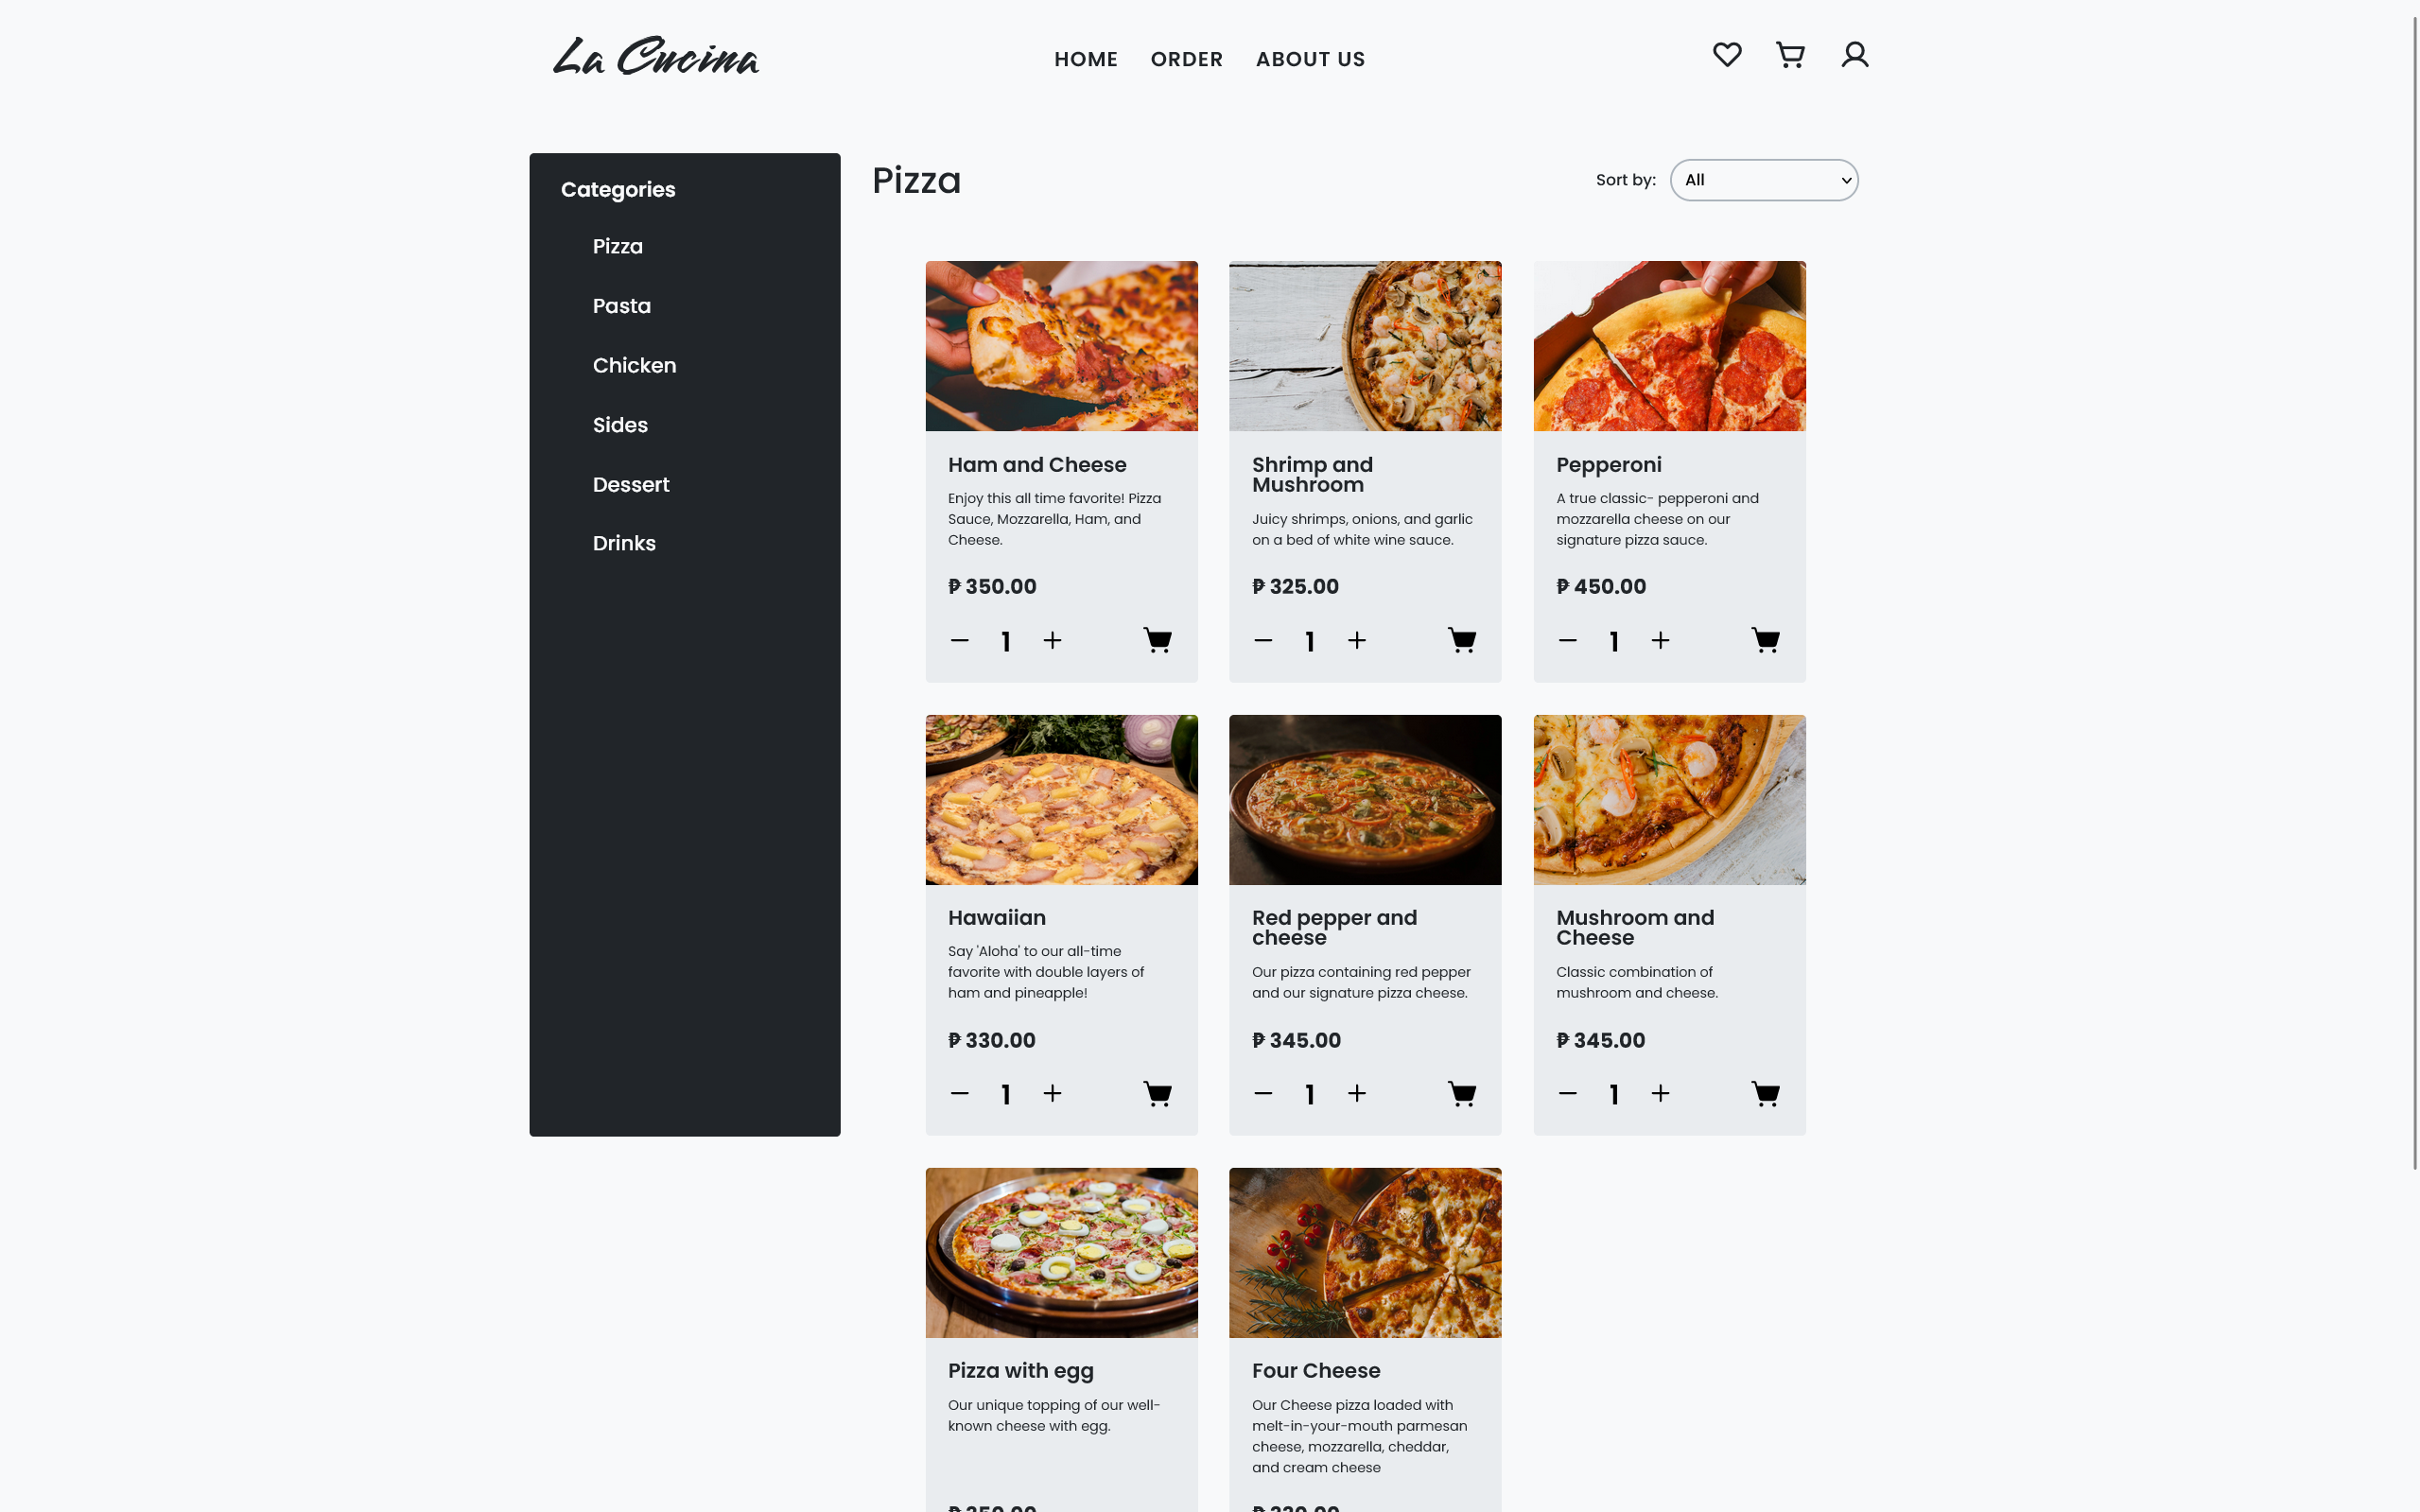 La Cucina
HOME
ORDER
ABOUT US
Categories
Pizza
Pasta
Chicken
Sides
Dessert
Drinks
Pizza
Sort by:
All
Ham and Cheese
Enjoy this all time favorite! Pizza
Sauce, Mozzarella, Ham, and
Cheese.
₱ 350.00
1
Shrimp and
Mushroom
Juicy shrimps, onions, and garlic
on a bed of white wine sauce.
₱ 325.00
1
Pepperoni
A true classic- pepperoni and
mozzarella cheese on our
signature pizza sauce.
₱ 450.00
1
Hawaiian
Say 'Aloha' to our all-time
favorite with double layers of
ham and pineapple!
₱ 330.00
1
Red pepper and
cheese
Our pizza containing red pepper
and our signature pizza cheese.
₱ 345.00
1
Mushroom and
Cheese
Classic combination of
mushroom and cheese.
₱ 345.00
1
Pizza with egg
Our unique topping of our well-
known cheese with egg.
Four Cheese
Our Cheese pizza loaded with
melt-in-your-mouth parmesan
cheese, mozzarella, cheddar,
and cream cheese